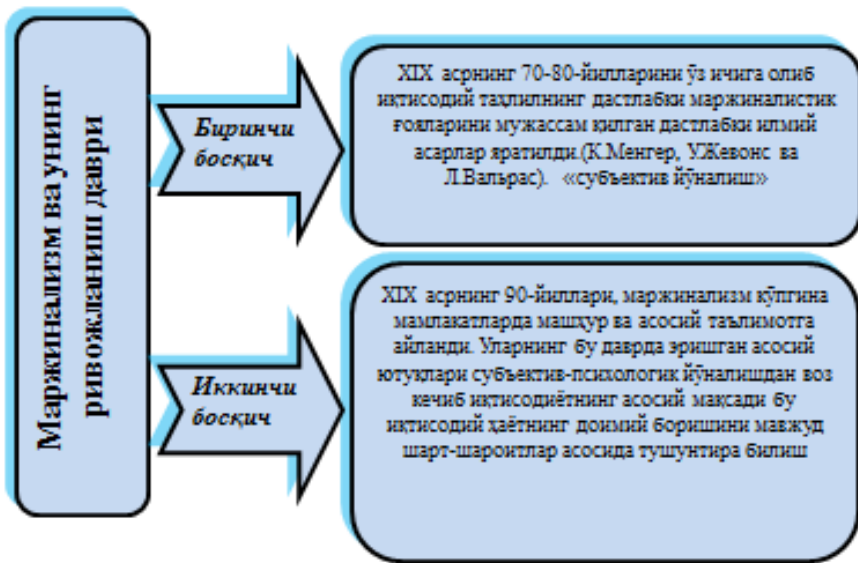 Маржинализм ва унинг
ривожланиш даври
Биринчи
босқич
XIX асрнинг 70-80-йилларини ўз ичига олиб
иқтисодий таҳлилнинг дастлабки маржиналистик
ғояларини мужассам қилган дастлабки илмий
асарлар яратилди.(К.Менгер, У.Жевонс ва
Л.Вальрас). «субъектив йўналиш»
Иккинчи
босқич
XIX асрнинг 90-йиллари, маржинализм кўпгина
мамлакатларда машҳур ва асосий таълимотга
айланди. Уларнинг бу даврда эришган асосий
ютуқлари субъектив-психологик йўналишдан воз
кечиб иқтисодиётнинг асосий мақсади бу
иқтисодий ҳаётнинг доимий боришини мавжуд
шарт-шароитлар асосида тушунтира билиш